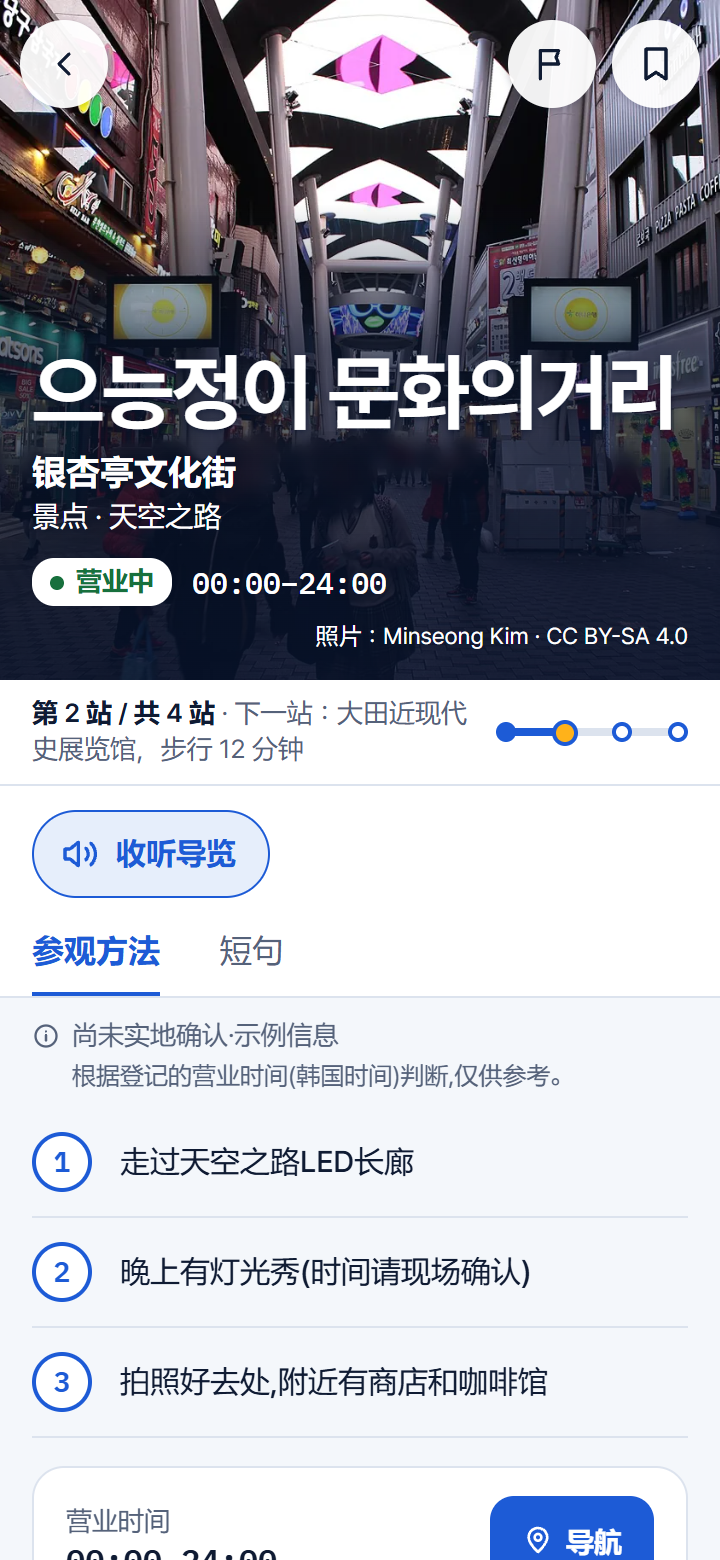 PIZZA PASTA COFF
으능정이 문화의거리
银杏亭文化街
景点 · 天空之路
营业中 00:00–24:00
照片：Minseong Kim · CC BY-SA 4.0
第 2 站 / 共 4 站 · 下一站：大田近现代
史展览馆，步行 12 分钟
收听导览
参观方法 短句
尚未实地确认·示例信息
根据登记的营业时间(韩国时间)判断,仅供参考。
1 走过天空之路LED长廊
2 晚上有灯光秀(时间请现场确认)
3 拍照好去处,附近有商店和咖啡馆
营业时间
导航